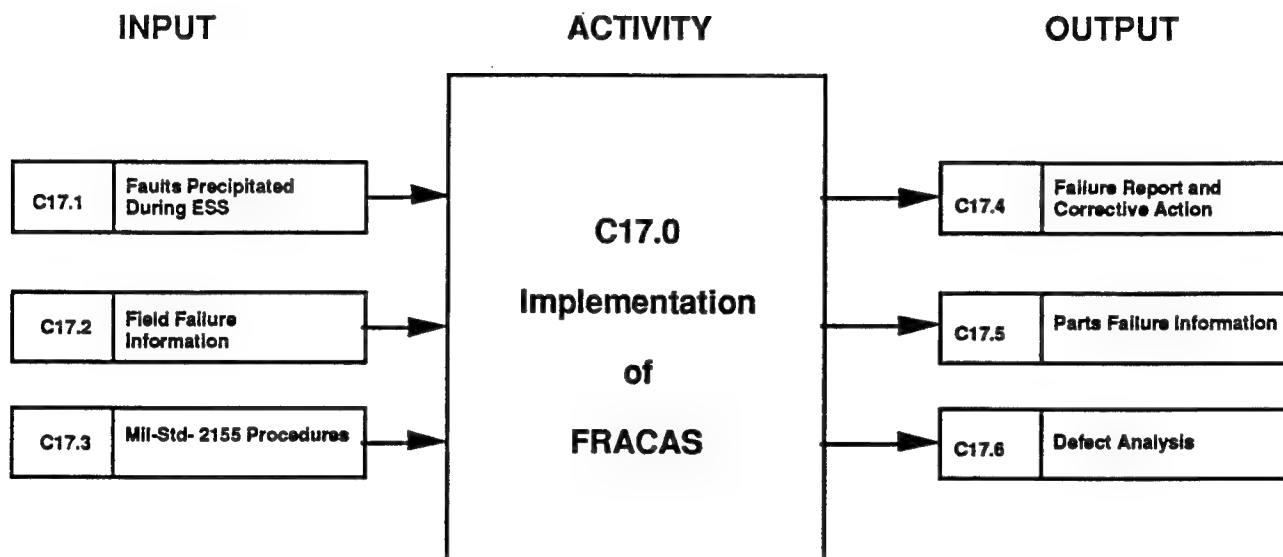 INPUT
ACTIVITY
OUTPUT
C17.1
Faults Precipitated
During ESS
C17.2
Field Failure
Information
C17.3
Mil-Std- 2155 Procedures
C17.0
Implementation
of
FRACAS
C17.4
Failure Report and
Corrective Action
C17.5
Parts Failure Information
C17.6
Defect Analysis